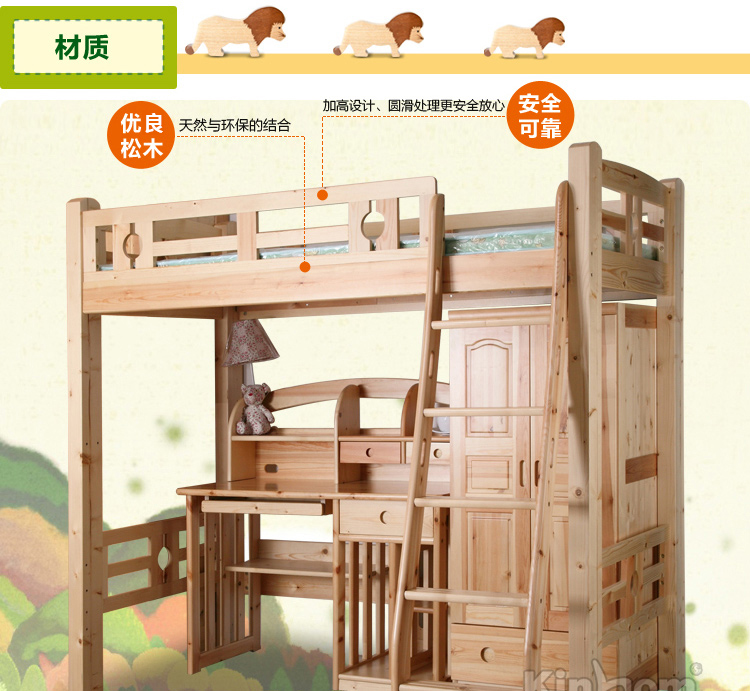 材质
加高设计、圆滑处理更安全放心
安全
可靠
优良
松木
天然与环保的结合